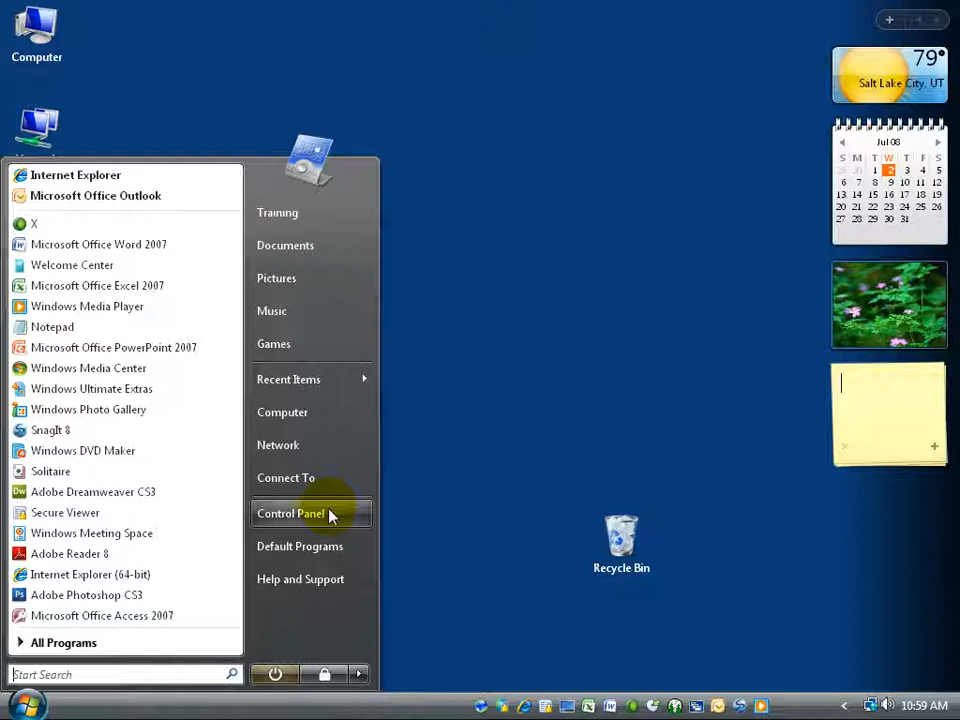 Computer
79°
Salt Lake City, UT
Jul 08
S M T W T F S
29 30 1 2 3 4 5
6 7 8 9 10 11 12
13 14 15 16 17 18 19
20 21 22 23 24 25 26
27 28 29 30 31
Internet Explorer
Microsoft Office Outlook
X
Microsoft Office Word 2007
Welcome Center
Microsoft Office Excel 2007
Windows Media Player
Notepad
Microsoft Office PowerPoint 2007
Windows Media Center
Windows Ultimate Extras
Windows Photo Gallery
SnagIt 8
Windows DVD Maker
Solitaire
Adobe Dreamweaver CS3
Secure Viewer
Windows Meeting Space
Adobe Reader 8
Internet Explorer (64-bit)
Adobe Photoshop CS3
Microsoft Office Access 2007
All Programs
Start Search
Training
Documents
Pictures
Music
Games
Recent Items
Computer
Network
Connect To
Control Panel
Default Programs
Help and Support
Recycle Bin
10:59 AM